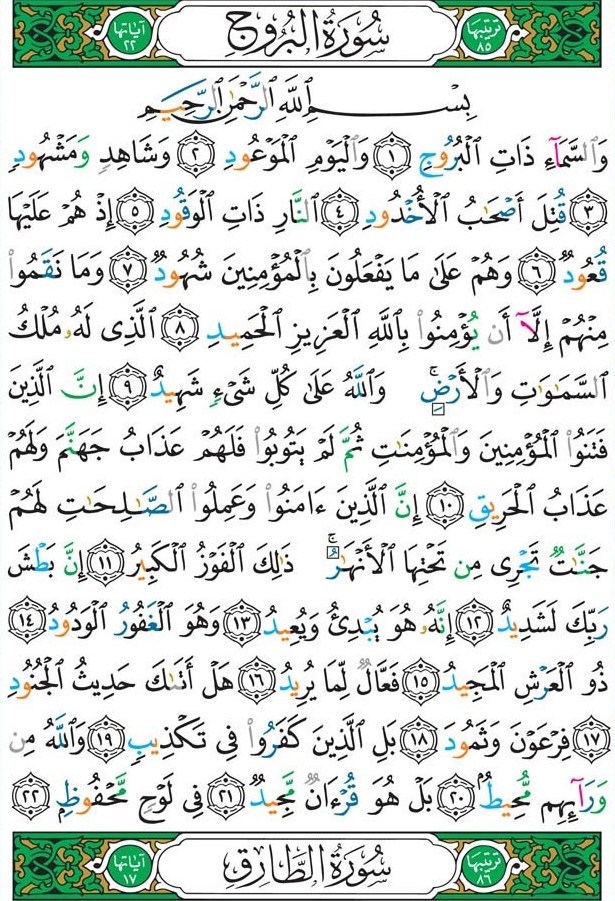 ترتيبها ٨٥ سُورَةُ الْبُرُوجِ آياتها ٢٢
بِسْمِ ٱللَّهِ ٱلرَّحْمَٰنِ ٱلرَّحِيمِ
وَٱلسَّمَآءِ ذَاتِ ٱلْبُرُوجِ ١ وَٱلْيَوْمِ ٱلْمَوْعُودِ ٢ وَشَاهِدٍ وَمَشْهُودٍ
٣ قُتِلَ أَصْحَٰبُ ٱلْأُخْدُودِ ٤ ٱلنَّارِ ذَاتِ ٱلْوَقُودِ ٥ إِذْ هُمْ عَلَيْهَا
قُعُودٌ ٦ وَهُمْ عَلَىٰ مَا يَفْعَلُونَ بِٱلْمُؤْمِنِينَ شُهُودٌ ٧ وَمَا نَقَمُوا۟
مِنْهُمْ إِلَّآ أَن يُؤْمِنُوا۟ بِٱللَّهِ ٱلْعَزِيزِ ٱلْحَمِيدِ ٨ ٱلَّذِى لَهُۥ مُلْكُ
ٱلسَّمَٰوَٰتِ وَٱلْأَرْضِ ۚ وَٱللَّهُ عَلَىٰ كُلِّ شَىْءٍ شَهِيدٌ ٩ إِنَّ ٱلَّذِينَ
فَتَنُوا۟ ٱلْمُؤْمِنِينَ وَٱلْمُؤْمِنَٰتِ ثُمَّ لَمْ يَتُوبُوا۟ فَلَهُمْ عَذَابُ جَهَنَّمَ وَلَهُمْ
عَذَابُ ٱلْحَرِيقِ ١٠ إِنَّ ٱلَّذِينَ ءَامَنُوا۟ وَعَمِلُوا۟ ٱلصَّٰلِحَٰتِ لَهُمْ
جَنَّٰتٌ تَجْرِى مِن تَحْتِهَا ٱلْأَنْهَٰرُ ۚ ذَٰلِكَ ٱلْفَوْزُ ٱلْكَبِيرُ ١١ إِنَّ بَطْشَ
رَبِّكَ لَشَدِيدٌ ١٢ إِنَّهُۥ هُوَ يُبْدِئُ وَيُعِيدُ ١٣ وَهُوَ ٱلْغَفُورُ ٱلْوَدُودُ ١٤
ذُو ٱلْعَرْشِ ٱلْمَجِيدُ ١٥ فَعَّالٌ لِّمَا يُرِيدُ ١٦ هَلْ أَتَىٰكَ حَدِيثُ ٱلْجُنُودِ
١٧ فِرْعَوْنَ وَثَمُودَ ١٨ بَلِ ٱلَّذِينَ كَفَرُوا۟ فِى تَكْذِيبٍ ١٩ وَٱللَّهُ مِن
وَرَآئِهِم مُّحِيطٌۢ ٢٠ بَلْ هُوَ قُرْءَانٌ مَّجِيدٌ ٢١ فِى لَوْحٍ مَّحْفُوظٍۭ ٢٢
ترتيبها ٨٦ سُورَةُ الطَّارِقِ آياتها ١٧